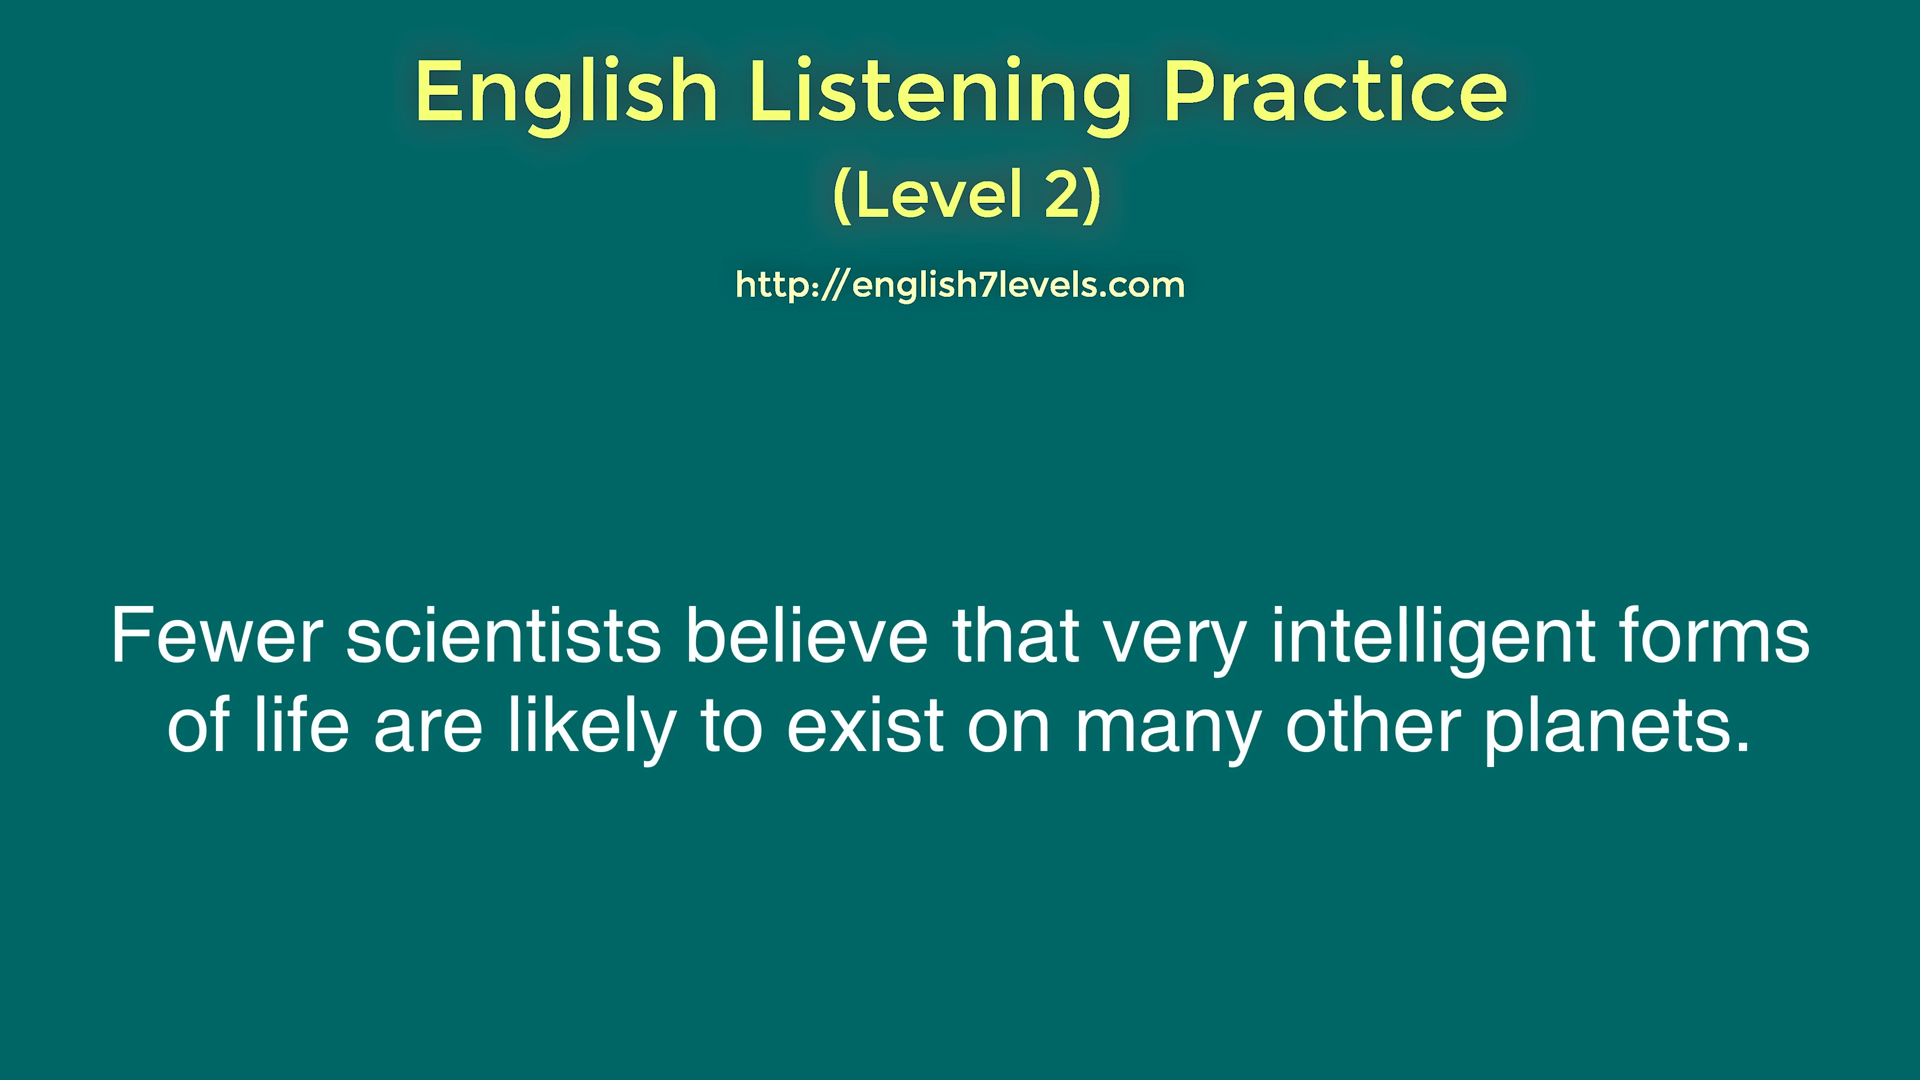 English Listening Practice
(Level 2)
http://english7levels.com
Fewer scientists believe that very intelligent forms
of life are likely to exist on many other planets.